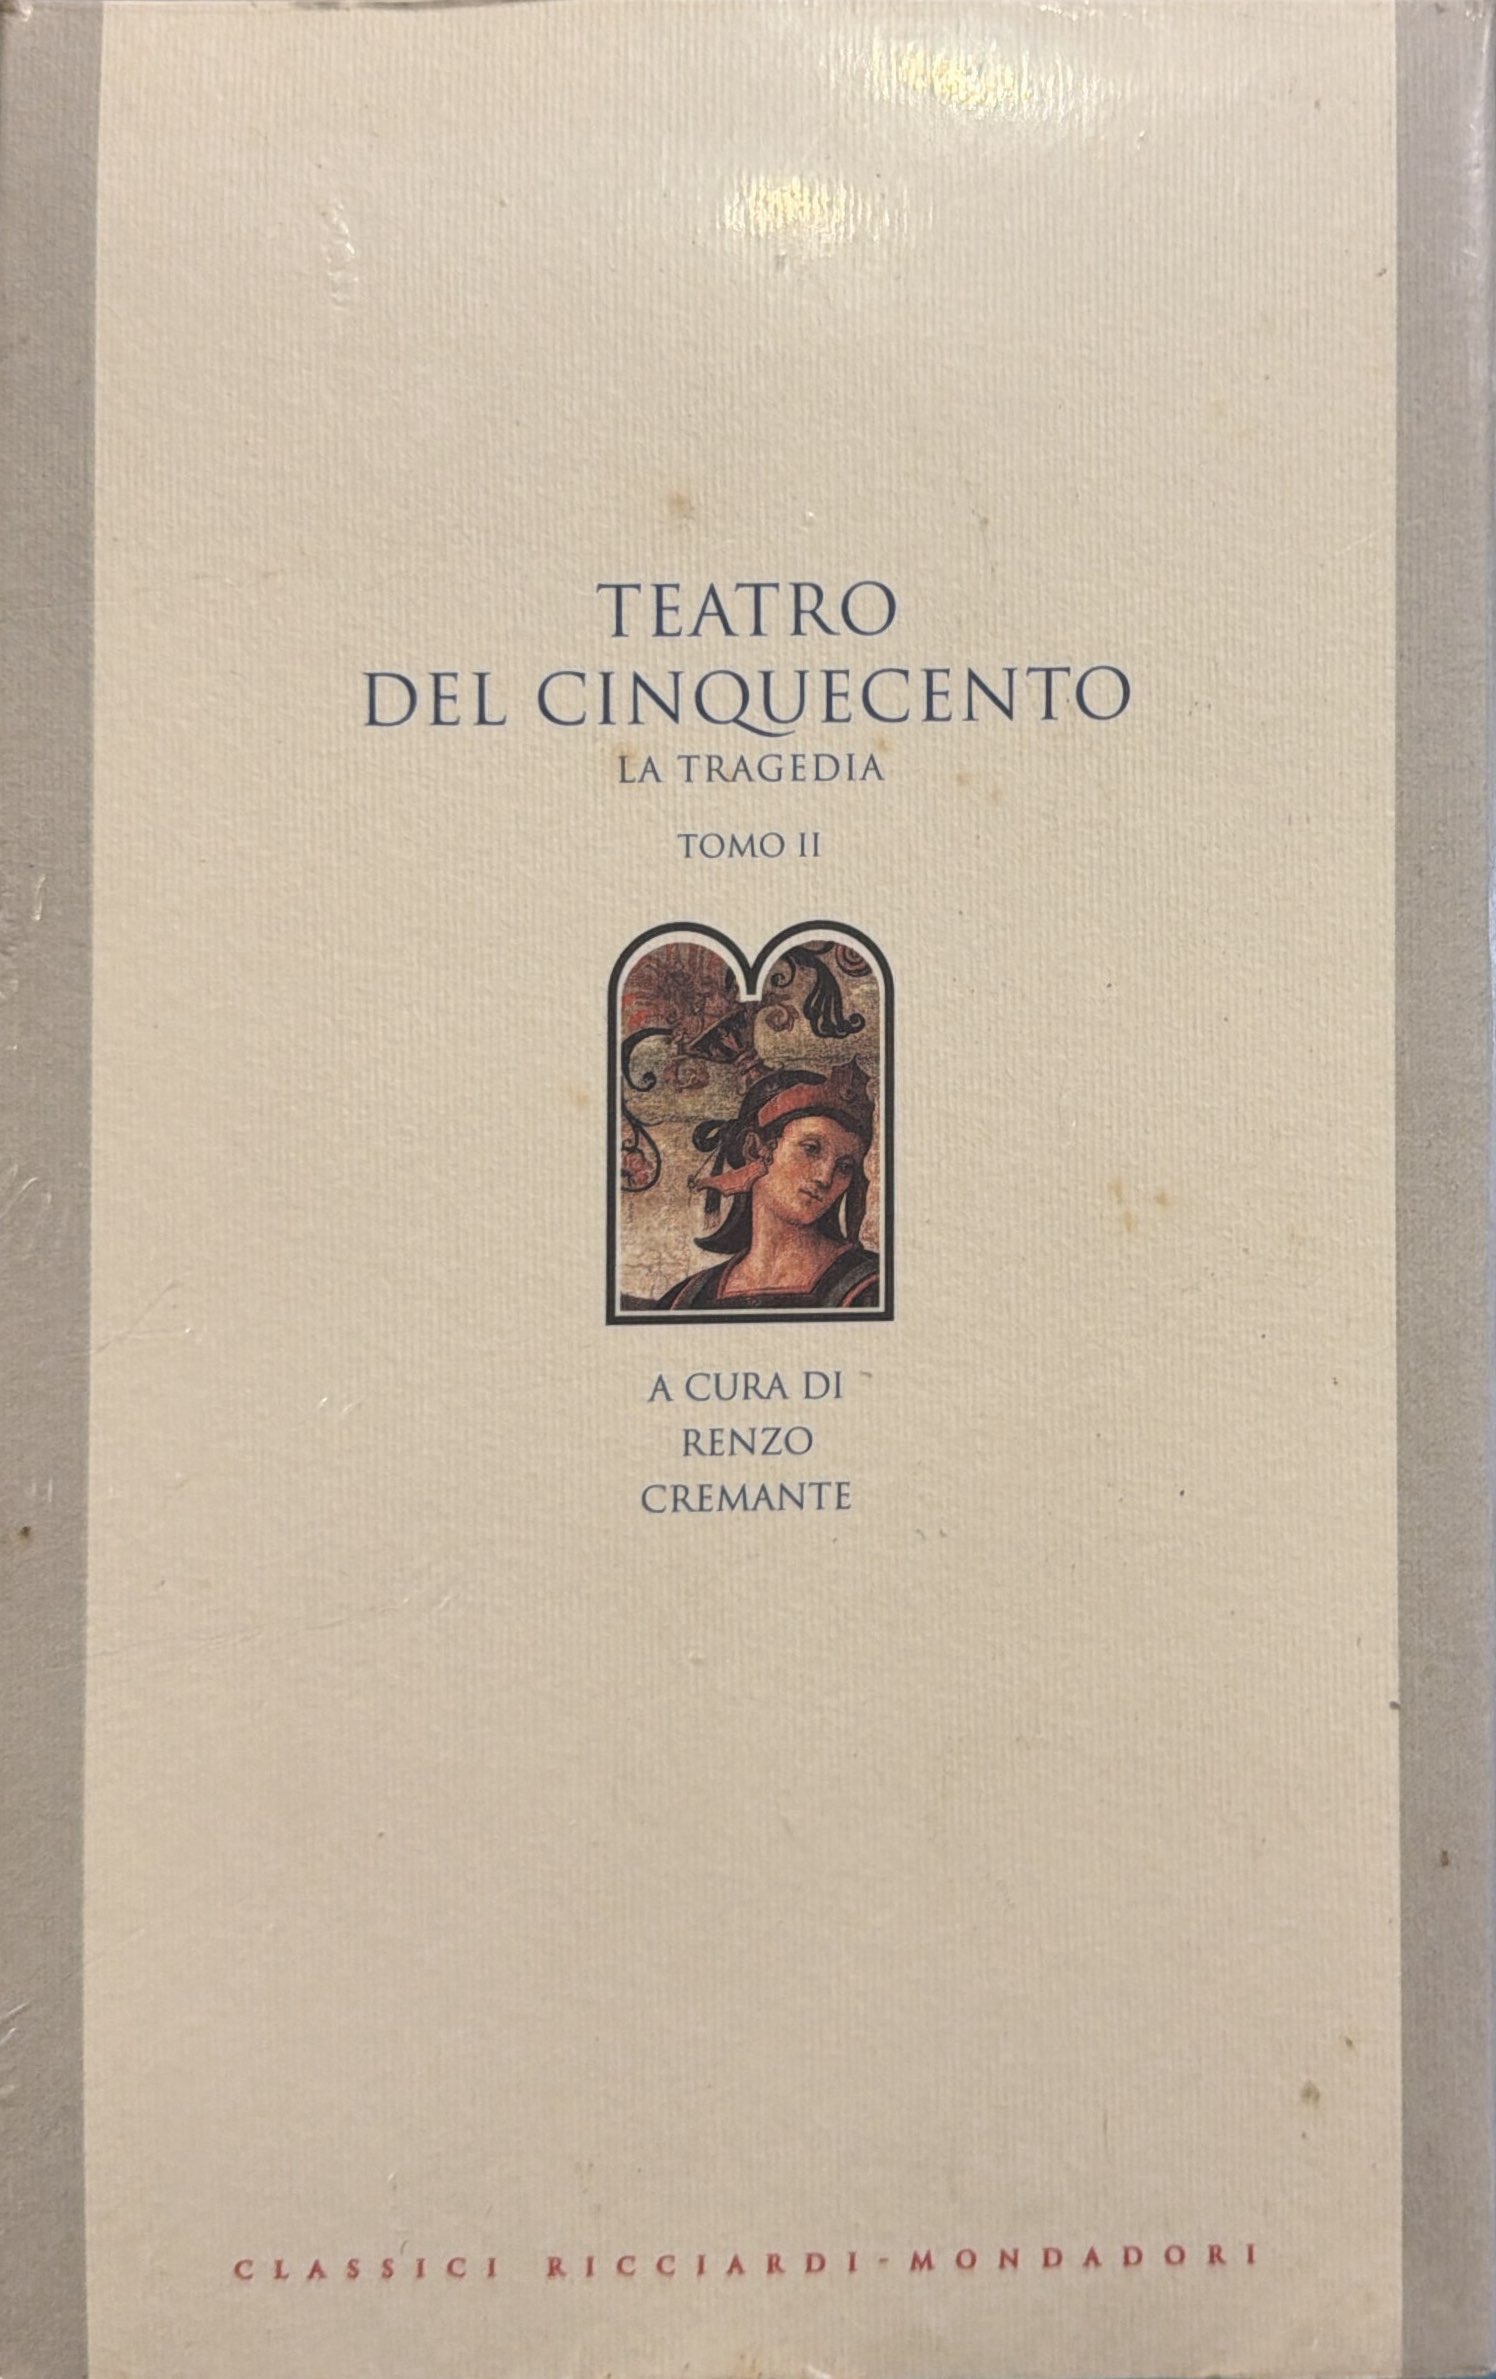 TEATRO
DEL CINQUECENTO
LA TRAGEDIA
TOMO II
A CURA DI
RENZO
CREMANTE
CLASSICI RICCIARDI-MONDADORI